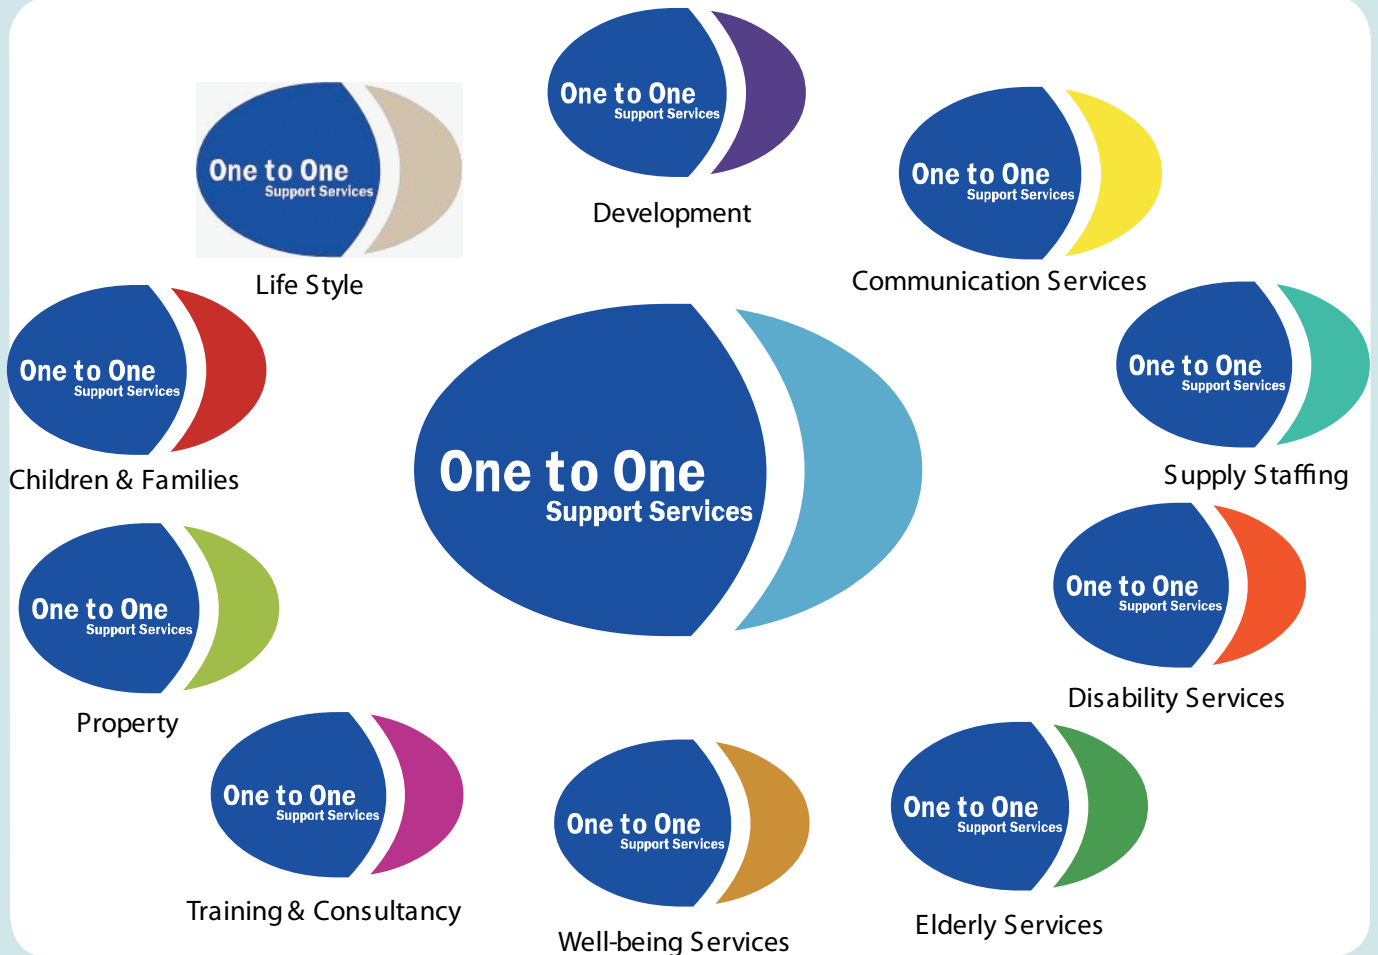 One to One
Support Services
Development
One to One
Support Services
Life Style
One to One
Support Services
Communication Services
One to One
Support Services
Children & Families
One to One
Support Services
Supply Staffing
One to One
Support Services
One to One
Support Services
Property
One to One
Support Services
Disability Services
One to One
Support Services
Training & Consultancy
One to One
Support Services
Well-being Services
One to One
Support Services
Elderly Services